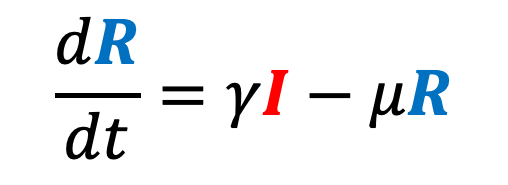 dR/dt = γI − μR